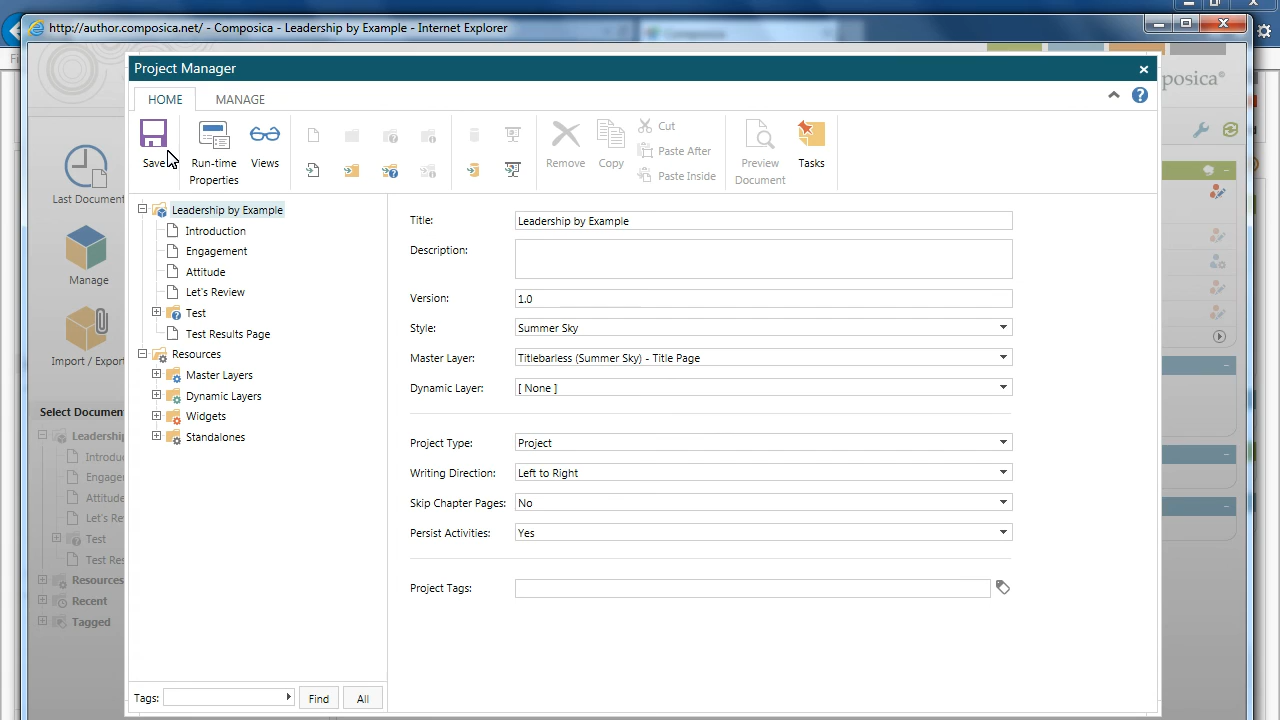 http://author.composica.net/ - Composica - Leadership by Example - Internet Explorer
Project Manager
HOME
MANAGE
Save
Run-time Properties
Views
Remove
Copy
Cut
Paste After
Paste Inside
Preview Document
Tasks
Last Document
Manage
Import / Export
Select Document
Leadership
Introduc
Engager
Attitude
Let's Re
Test
Test Res
Resources
Recent
Tagged
Leadership by Example
Introduction
Engagement
Attitude
Let's Review
Test
Test Results Page
Resources
Master Layers
Dynamic Layers
Widgets
Standalones
Tags:
Find
All
Title: Leadership by Example
Description:
Version: 1.0
Style: Summer Sky
Master Layer: Titlebarless (Summer Sky) - Title Page
Dynamic Layer: [ None ]
Project Type: Project
Writing Direction: Left to Right
Skip Chapter Pages: No
Persist Activities: Yes
Project Tags:
posica®